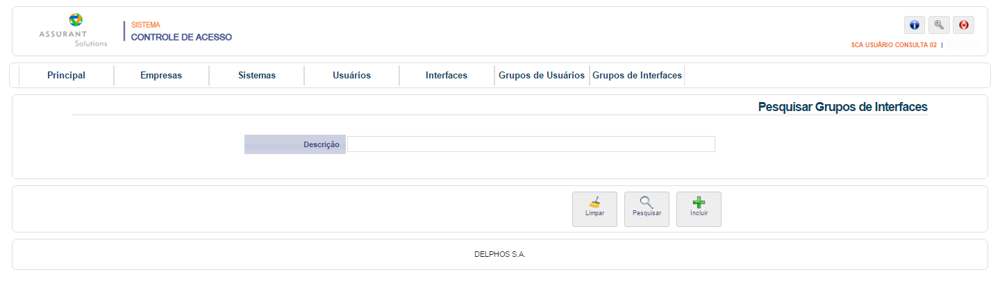 ASSURANT
Solutions
SISTEMA
CONTROLE DE ACESSO
SCA USUÁRIO CONSULTA 02 |
Principal Empresas Sistemas Usuários Interfaces Grupos de Usuários Grupos de Interfaces
Pesquisar Grupos de Interfaces
Descrição
Limpar Pesquisar Incluir
DELPHOS S.A.